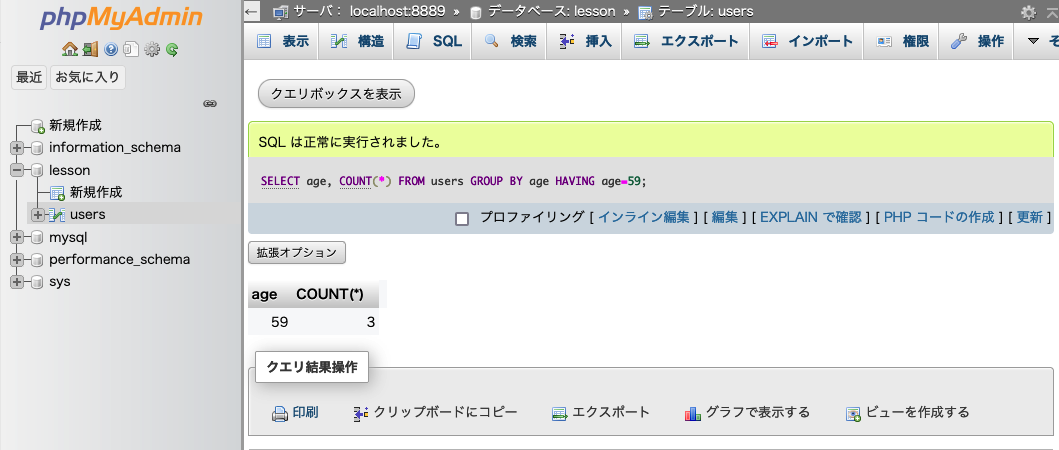 phpMyAdmin
最近 お気に入り
新規作成
information_schema
lesson
新規作成
users
mysql
performance_schema
sys
サーバ: localhost:8889 » データベース: lesson » テーブル: users
表示 構造 SQL 検索 挿入 エクスポート インポート 権限 操作
クエリボックスを表示
SQL は正常に実行されました。
SELECT age, COUNT(*) FROM users GROUP BY age HAVING age=59;
プロファイリング [ インライン編集 ] [ 編集 ] [ EXPLAIN で確認 ] [ PHP コードの作成 ] [ 更新 ]
拡張オプション
age COUNT(*)
59 3
クエリ結果操作
印刷 クリップボードにコピー エクスポート グラフで表示する ビューを作成する